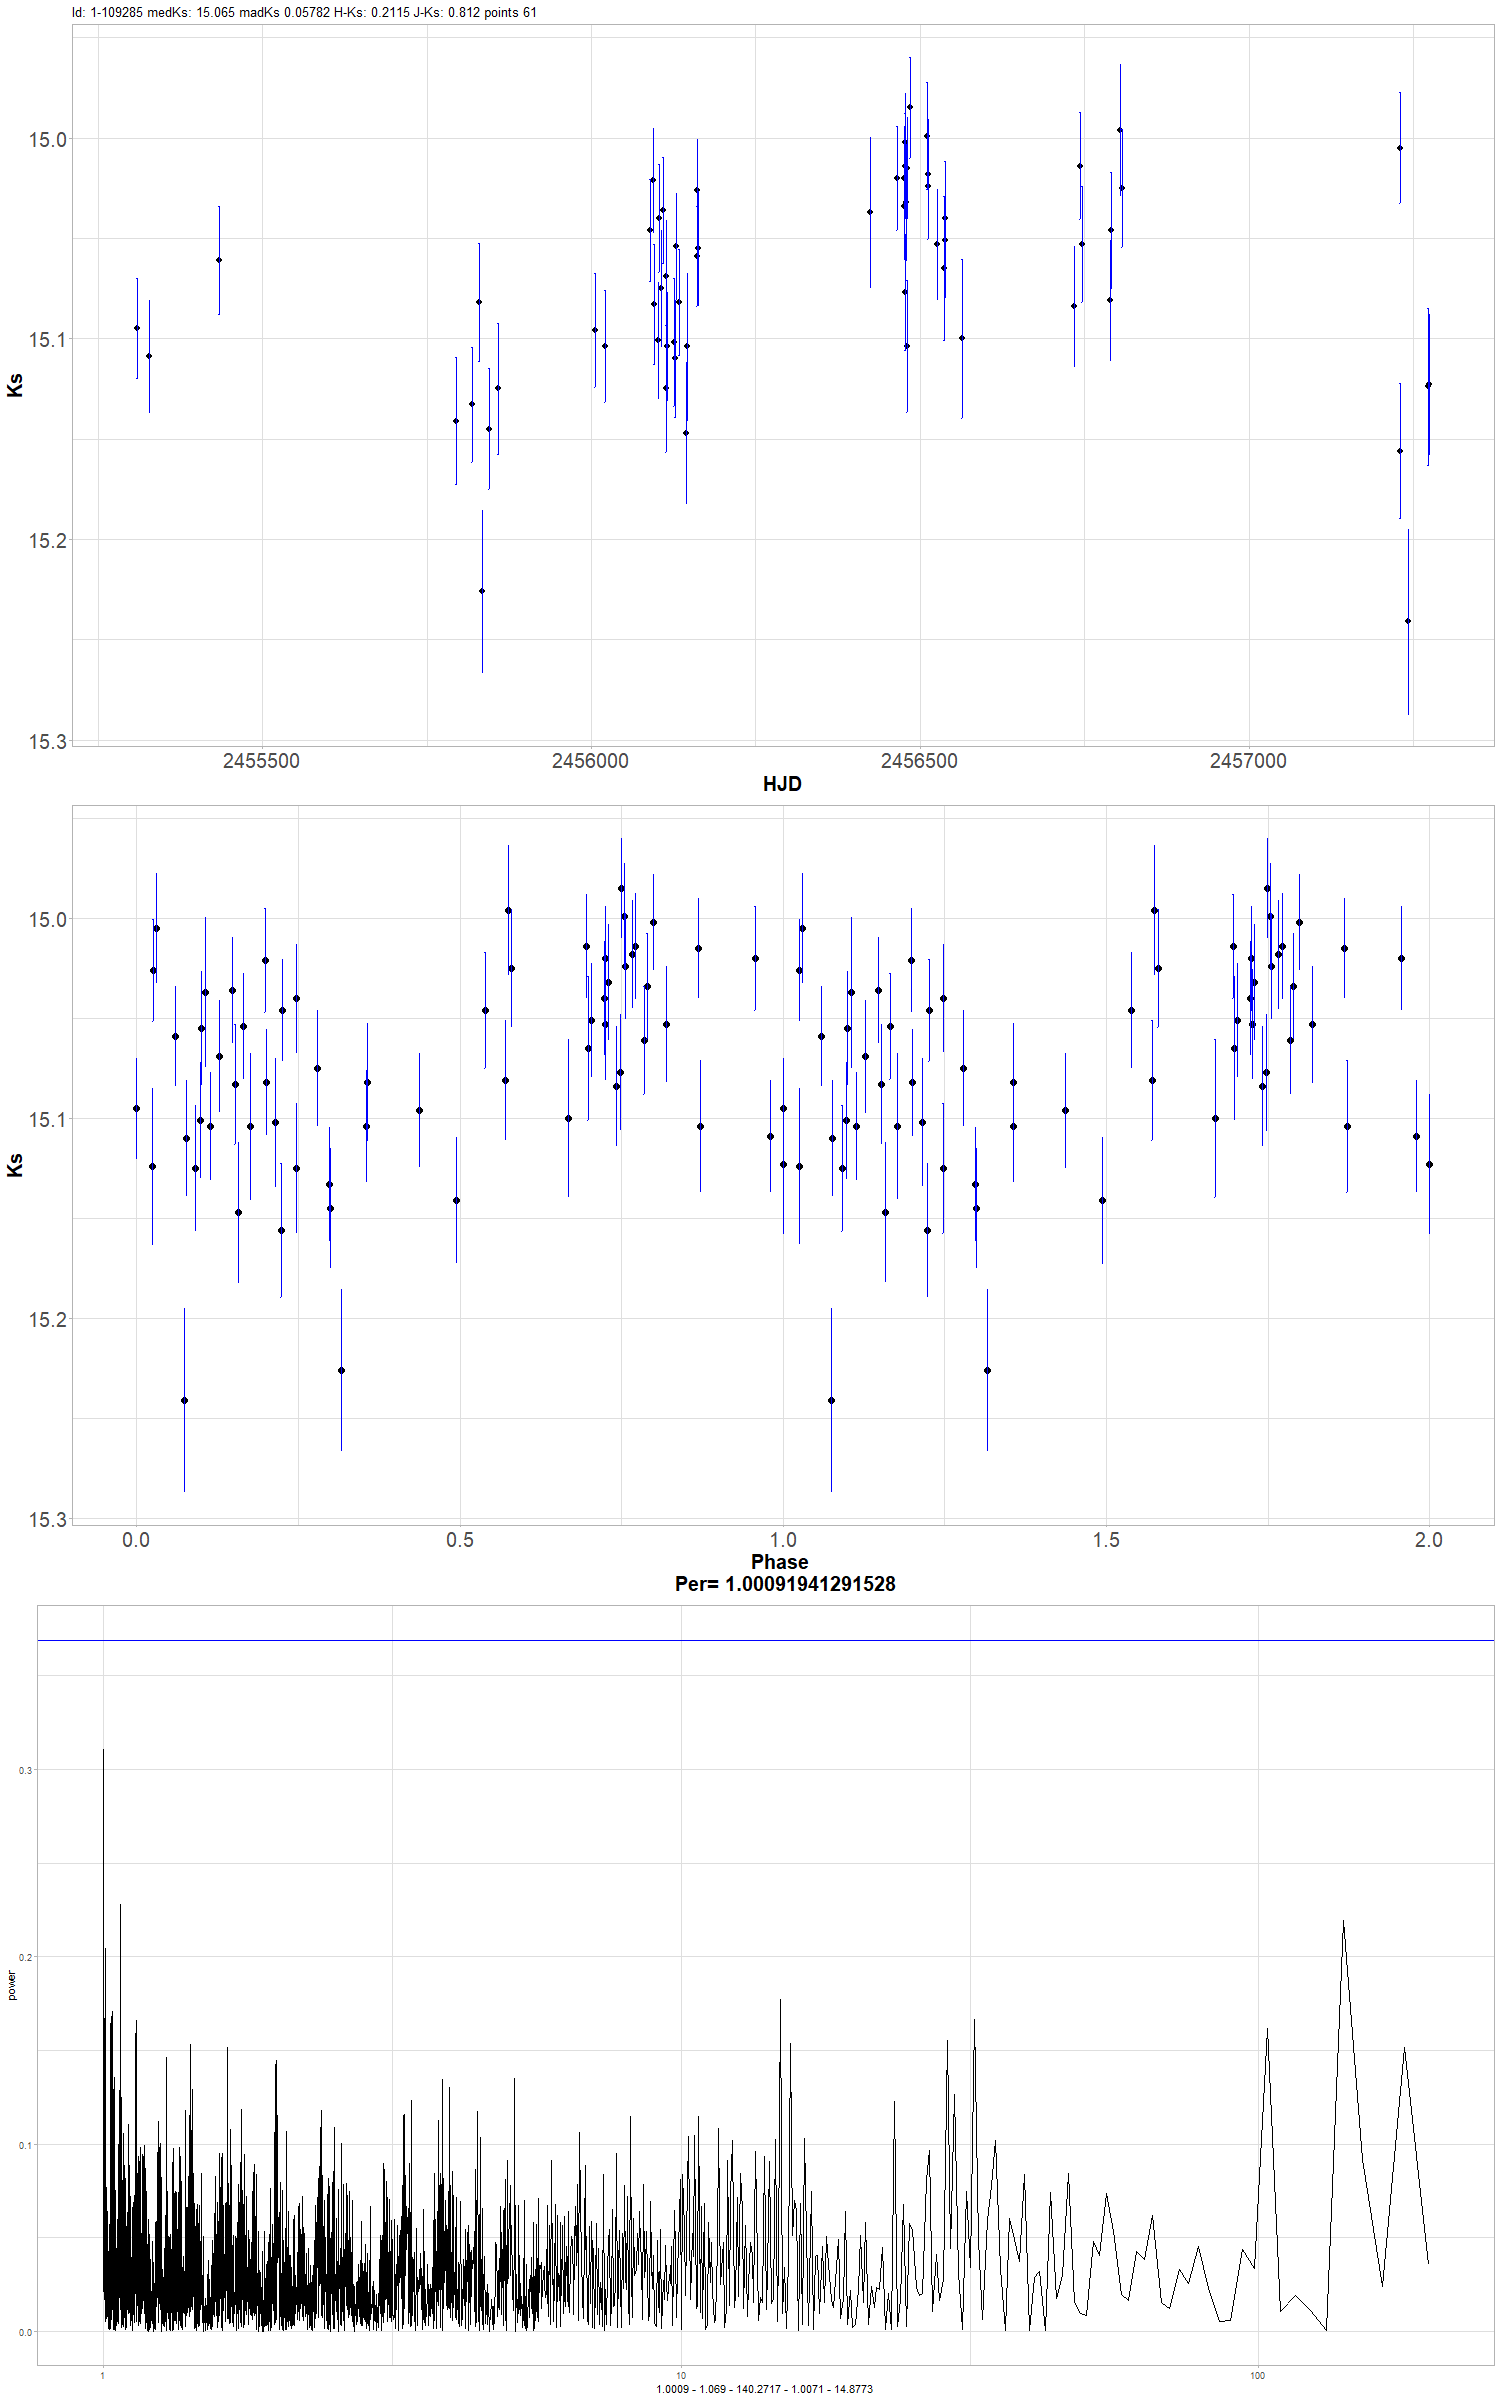 Id: 1-109285 medKs: 15.065 madKs 0.05782 H-Ks: 0.2115 J-Ks: 0.812 points 61
15.0
15.1
15.2
15.3
Ks
2455500 2456000 2456500 2457000
HJD
15.0
15.1
15.2
15.3
Ks
0.0 0.5 1.0 1.5 2.0
Phase
Per= 1.00091941291528
0.3
0.2
0.1
0.0
power
1 10 100
1.0009 - 1.069 - 140.2717 - 1.0071 - 14.8773